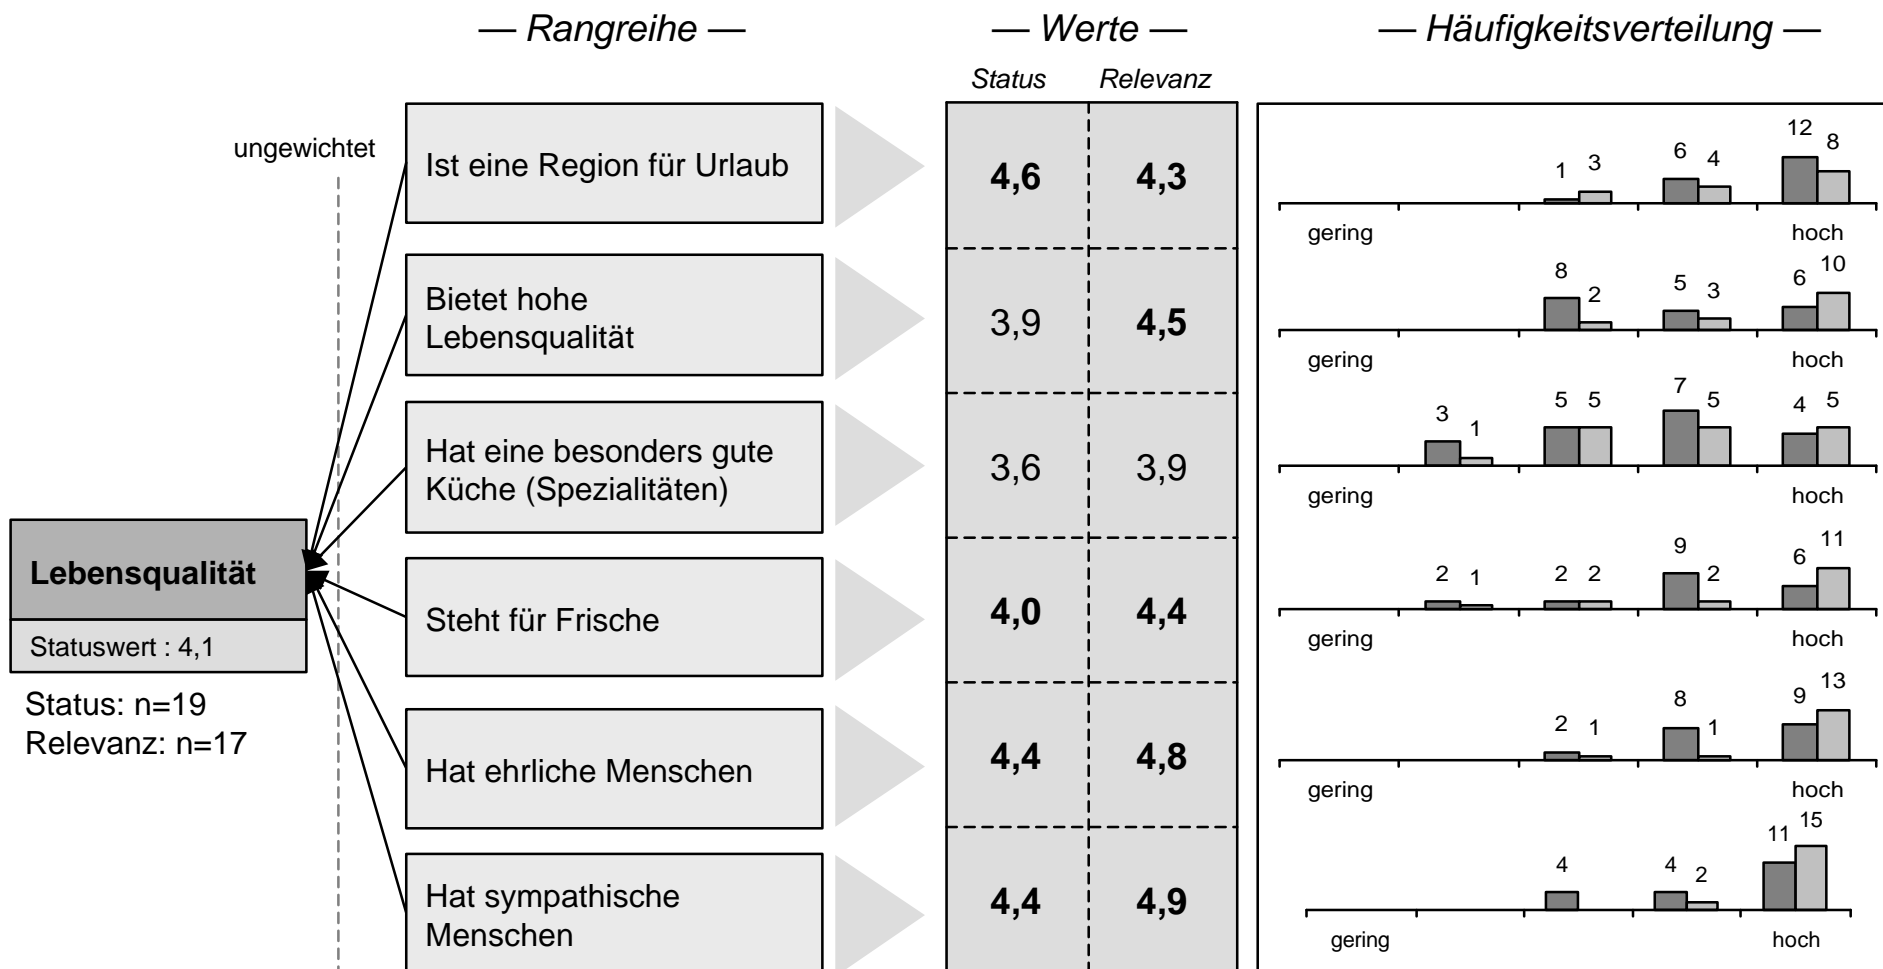 — Rangreihe —
— Werte —
— Häufigkeitsverteilung —
Status
Relevanz
ungewichtet
Ist eine Region für Urlaub
4,6
4,3
1 3 6 4 12 8
gering
hoch
Bietet hohe
Lebensqualität
3,9
4,5
8 2 5 3 6 10
gering
hoch
Hat eine besonders gute
Küche (Spezialitäten)
3,6
3,9
3 1 5 5 7 5 4 5
gering
hoch
Lebensqualität
Statuswert : 4,1
Status: n=19
Relevanz: n=17
Steht für Frische
4,0
4,4
2 1 2 2 9 2 6 11
gering
hoch
Hat ehrliche Menschen
4,4
4,8
2 1 8 1 9 13
gering
hoch
Hat sympathische
Menschen
4,4
4,9
4 4 2 11 15
gering
hoch